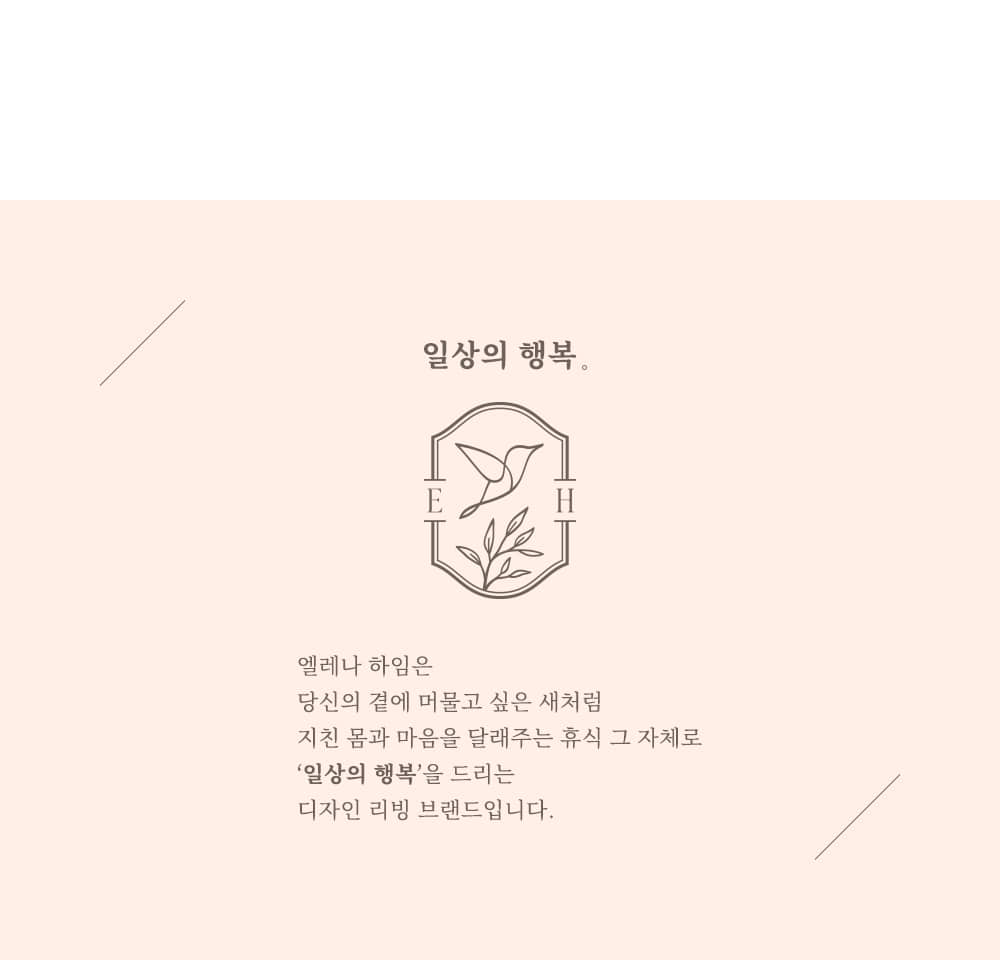 일상의 행복。
E H
엘레나 하임은
당신의 곁에 머물고 싶은 새처럼
지친 몸과 마음을 달래주는 휴식 그 자체로
‘일상의 행복’을 드리는
디자인 리빙 브랜드입니다.